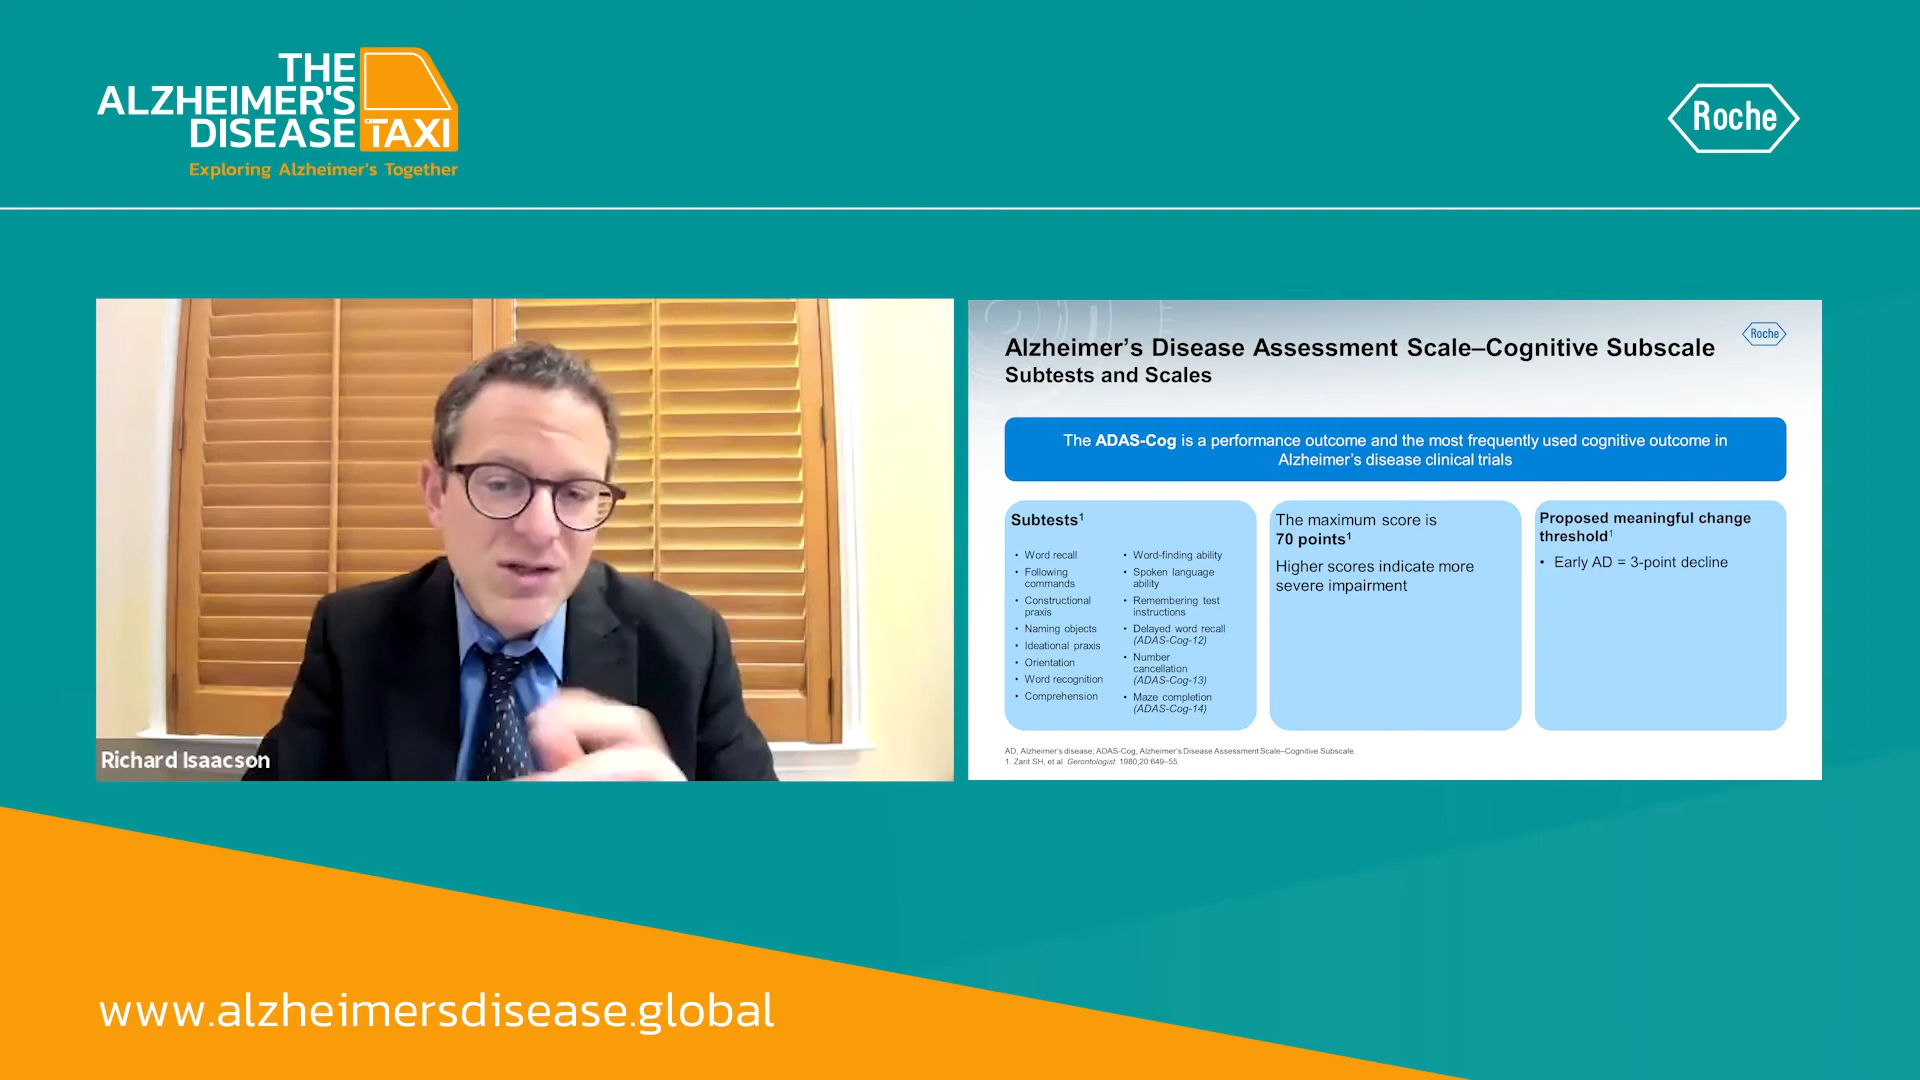 THE
ALZHEIMER'S
DISEASE TAXI
Exploring Alzheimer's Together
Roche
Richard Isaacson
Roche
Alzheimer's Disease Assessment Scale–Cognitive Subscale
Subtests and Scales
The ADAS-Cog is a performance outcome and the most frequently used cognitive outcome in
Alzheimer's disease clinical trials
Subtests¹
• Word recall
• Following
commands
• Constructional
praxis
• Naming objects
• Ideational praxis
• Orientation
• Word recognition
• Comprehension
• Word-finding ability
• Spoken language
ability
• Remembering test
instructions
• Delayed word recall
(ADAS-Cog-12)
• Number
cancellation
(ADAS-Cog-13)
• Maze completion
(ADAS-Cog-14)
The maximum score is
70 points¹
Higher scores indicate more
severe impairment
Proposed meaningful change
threshold¹
• Early AD = 3-point decline
AD, Alzheimer's disease; ADAS-Cog, Alzheimer's Disease Assessment Scale–Cognitive Subscale.
1. Zarit SH, et al. Gerontologist. 1980;20:649–55.
www.alzheimersdisease.global